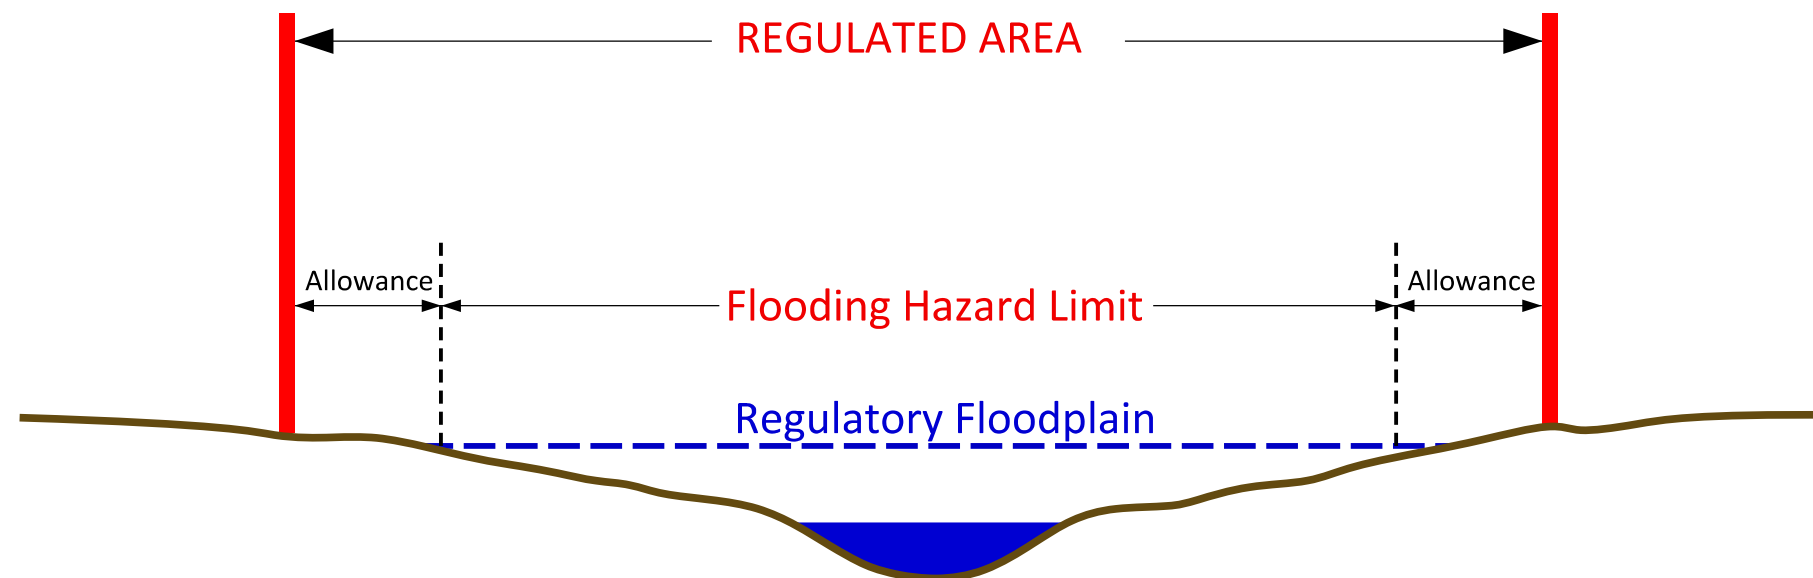 REGULATED AREA
Allowance
Flooding Hazard Limit
Allowance
Regulatory Floodplain